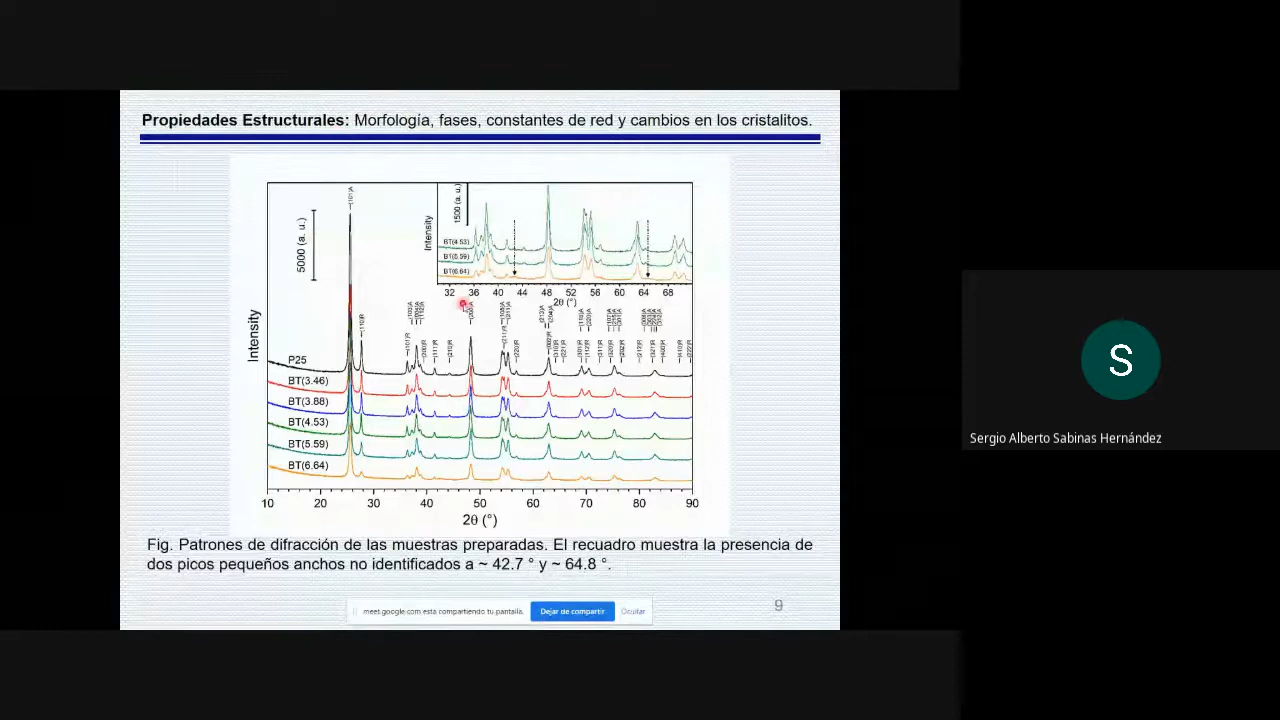 Propiedades Estructurales: Morfología, fases, constantes de red y cambios en los cristalitos.
5000 (a. u.)
Intensity
(101)A
(110)R
P25
BT(3.46)
BT(3.88)
BT(4.53)
BT(5.59)
BT(6.64)
10 20 30 40 50 60 70 80 90
2θ (°)
1500 (a. u.)
Intensity
BT(4.53)
BT(5.59)
BT(6.64)
32 36 40 44 48 52 56 60 64 68
2θ (°)
Fig. Patrones de difracción de las muestras preparadas. El recuadro muestra la presencia de
dos picos pequeños anchos no identificados a ~ 42.7 ° y ~ 64.8 °.
meet.google.com está compartiendo tu pantalla.
Dejar de compartir
Ocultar
9
S
Sergio Alberto Sabinas Hernández